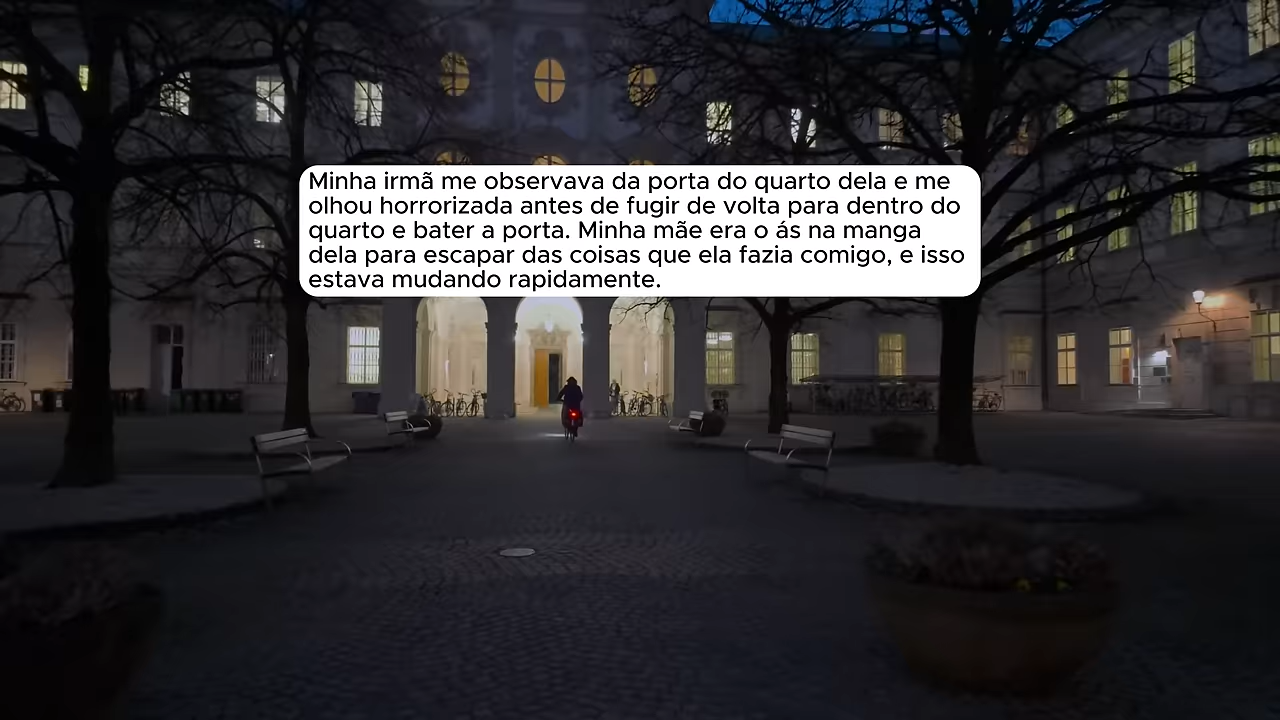 Minha irmã me observava da porta do quarto dela e me
olhou horrorizada antes de fugir de volta para dentro do
quarto e bater a porta. Minha mãe era o ás na manga
dela para escapar das coisas que ela fazia comigo, e isso
estava mudando rapidamente.